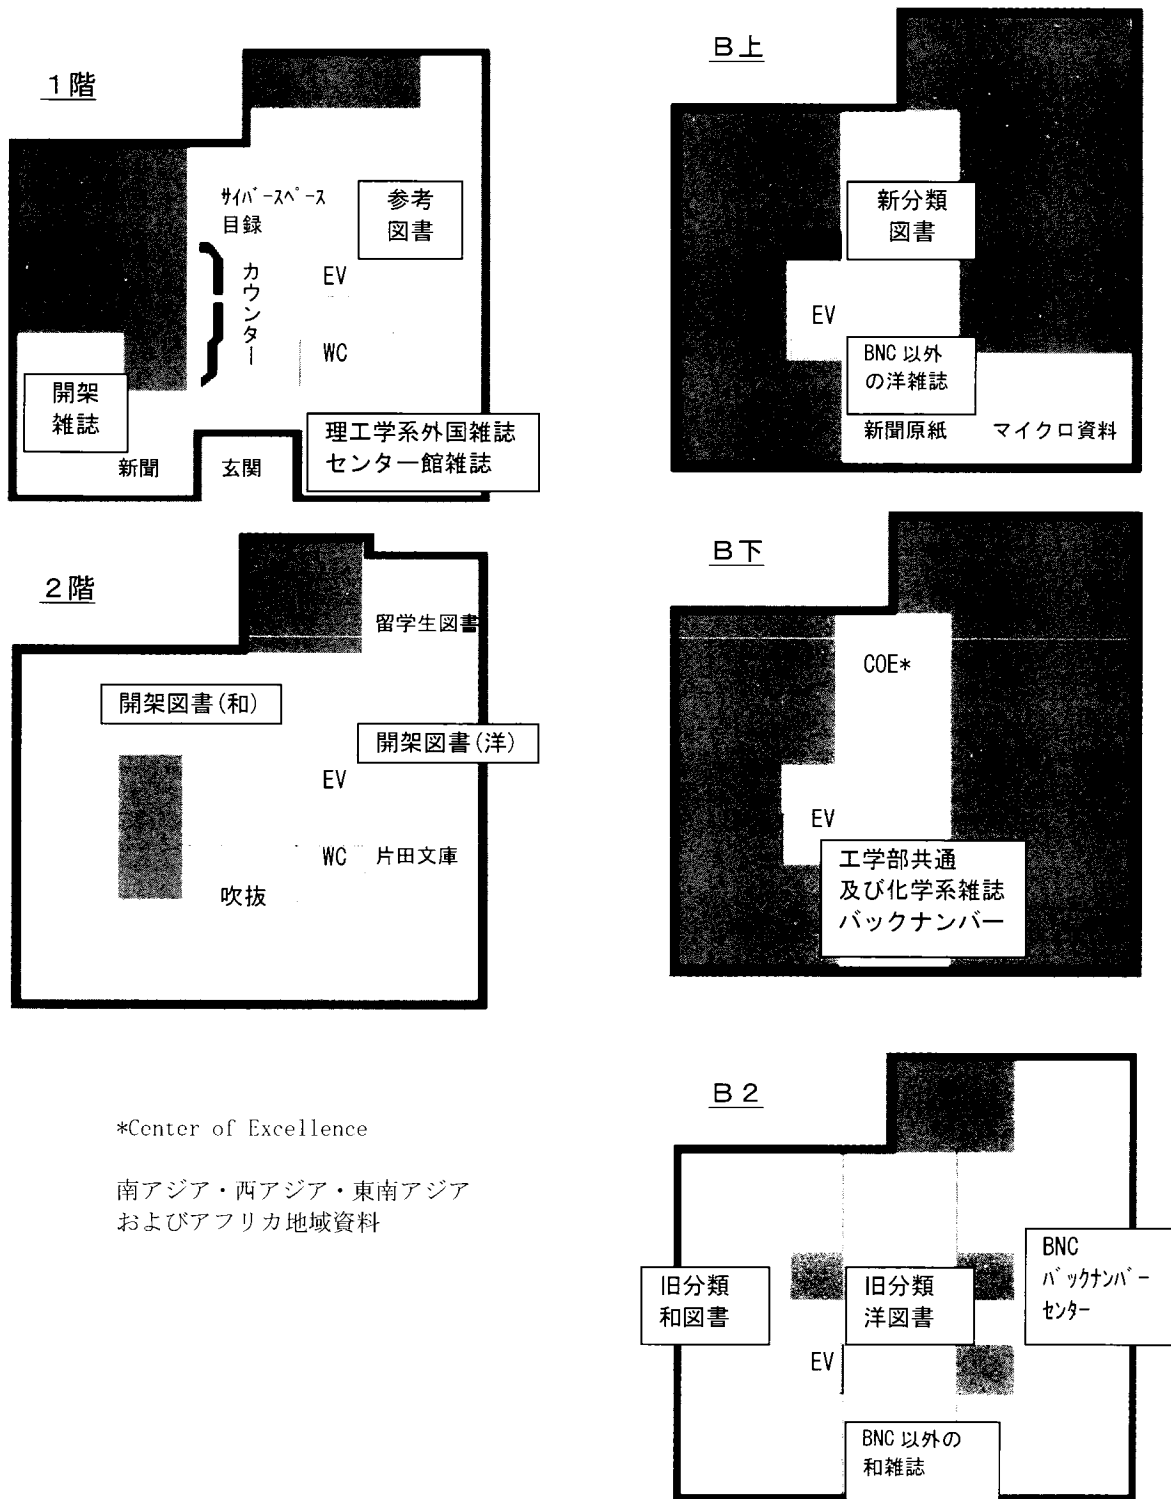 1階
サイバースペース
目録
参考
図書
カウンター
EV
WC
開架
雑誌
新聞
玄関
理工学系外国雑誌
センター館雑誌
2階
留学生図書
開架図書(和)
開架図書(洋)
EV
WC
片田文庫
吹抜
*Center of Excellence
南アジア・西アジア・東南アジア
およびアフリカ地域資料
B上
新分類
図書
EV
BNC以外
の洋雑誌
新聞原紙
マイクロ資料
B下
COE*
EV
工学部共通
及び化学系雑誌
バックナンバー
B2
旧分類
和図書
旧分類
洋図書
BNC
バックナンバー
センター
EV
BNC以外の
和雑誌